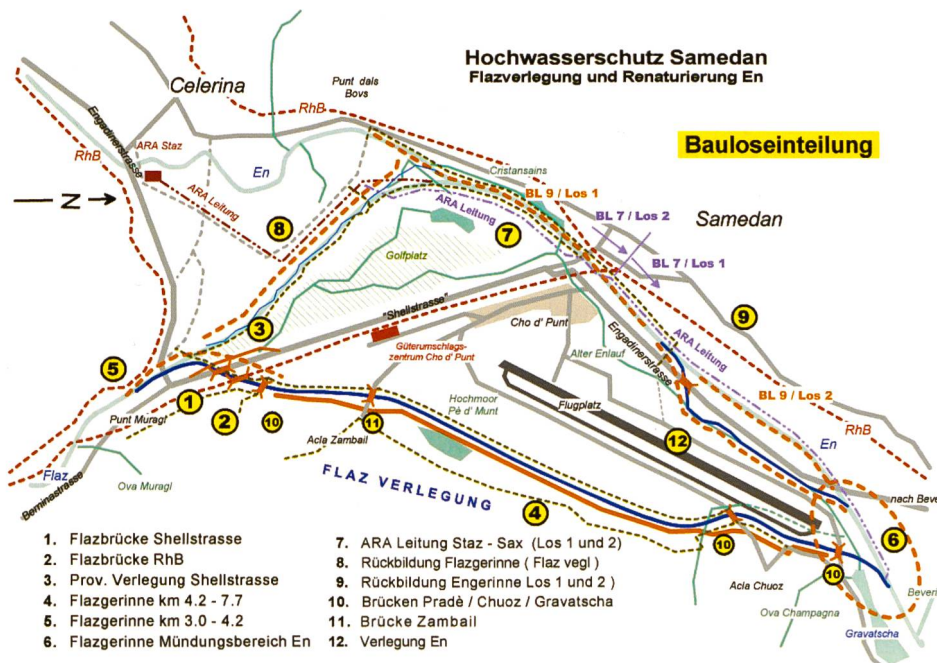 Hochwasserschutz Samedan
Flazverlegung und Renaturierung En
Bauloseinteilung
Celerina
Punt dals
Bovs
RhB
Engadinerstrasse
RhB
ARA Staz
En
ARA Leitung
N
8
Cristansains
ARA Leitung
BL 9 / Los 1
7
BL 7 / Los 2
Samedan
BL 7 / Los 1
Golfplatz
9
"Shellstrasse"
3
Cho d' Punt
Güterumschlags-
zentrum Cho d' Punt
Engadinerstrasse
ARA Leitung
Alter Enlauf
5
1
2
10
Punt Muragl
11
Hochmoor
Pè d' Munt
Flugplatz
BL 9 / Los 2
En
RhB
12
Acla Zambail
Flaz
Berninastrasse
Ova Muragl
FLAZ VERLEGUNG
4
nach Beve
6
10
10
Acla Chuoz
Ova Champagna
Gravatscha
Bever
1. Flazbrücke Shellstrasse
2. Flazbrücke RhB
3. Prov. Verlegung Shellstrasse
4. Flazgerinne km 4.2 - 7.7
5. Flazgerinne km 3.0 - 4.2
6. Flazgerinne Mündungsbereich En
7. ARA Leitung Staz - Sax (Los 1 und 2)
8. Rückbildung Flazgerinne ( Flaz vegl )
9. Rückbildung Engerinne Los 1 und 2 )
10. Brücken Pradè / Chuoz / Gravatscha
11. Brücke Zambail
12. Verlegung En